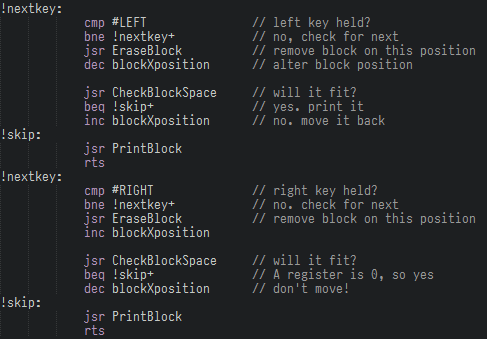 !nextkey:
cmp #LEFT // left key held?
bne !nextkey+ // no, check for next
jsr EraseBlock // remove block on this position
dec blockXposition // alter block position
jsr CheckBlockSpace // will it fit?
beq !skip+ // yes. print it
inc blockXposition // no. move it back
!skip:
jsr PrintBlock
rts
!nextkey:
cmp #RIGHT // right key held?
bne !nextkey+ // no. check for next
jsr EraseBlock // remove block on this position
inc blockXposition
jsr CheckBlockSpace // will it fit?
beq !skip+ // A register is 0, so yes
dec blockXposition // don't move!
!skip:
jsr PrintBlock
rts